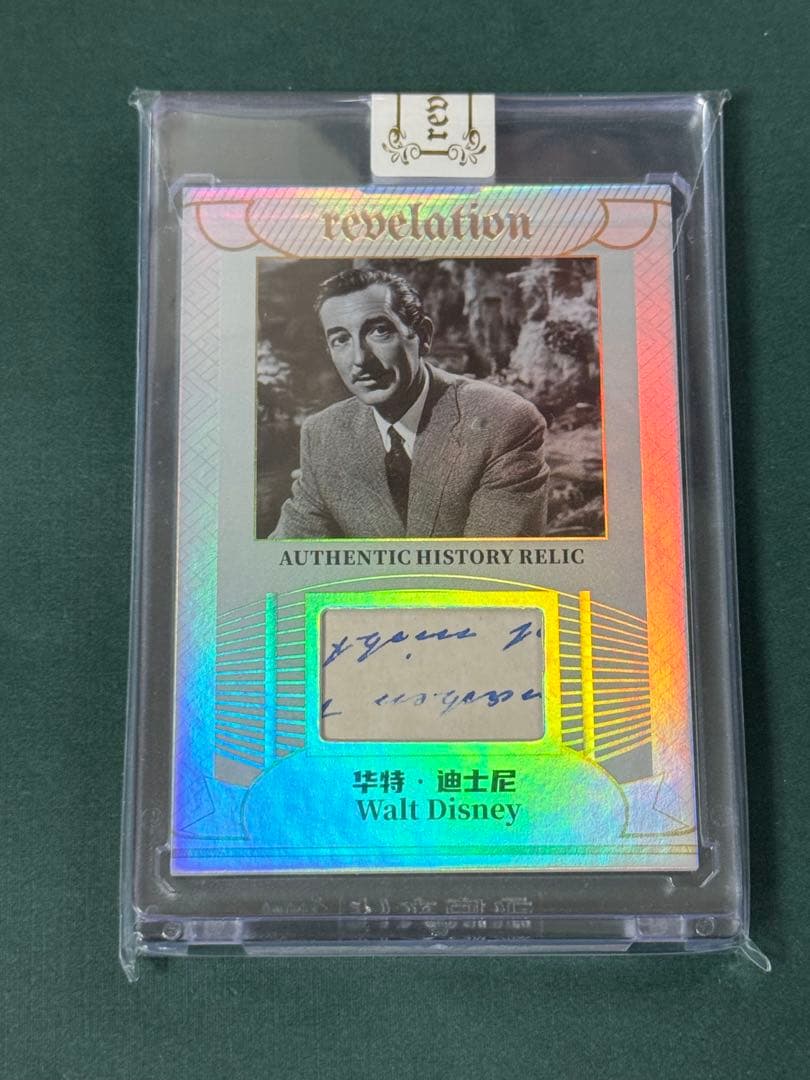 rev
revelation
AUTHENTIC HISTORY RELIC
华特·迪士尼
Walt Disney